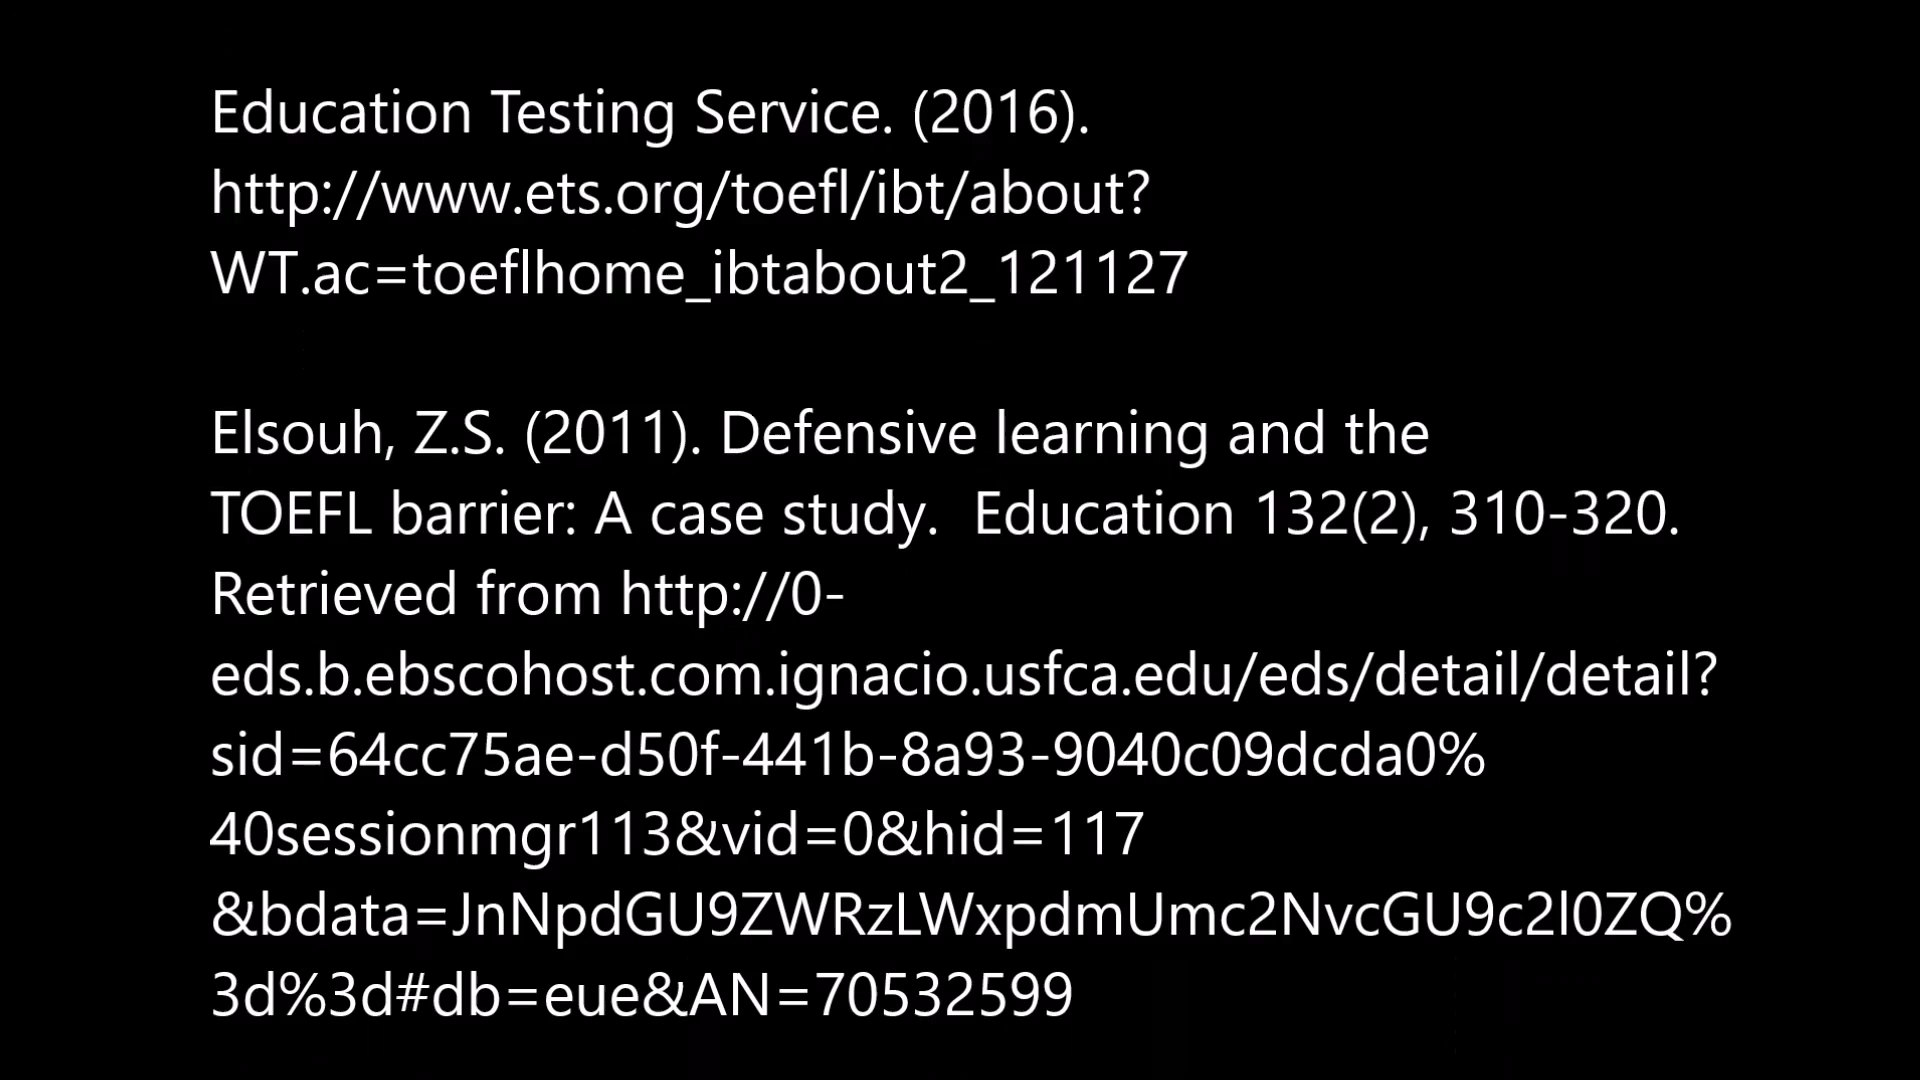 Education Testing Service. (2016).
http://www.ets.org/toefl/ibt/about?
WT.ac=toeflhome_ibtabout2_121127
Elsouh, Z.S. (2011). Defensive learning and the
TOEFL barrier: A case study.  Education 132(2), 310-320.
Retrieved from http://0-
eds.b.ebscohost.com.ignacio.usfca.edu/eds/detail/detail?
sid=64cc75ae-d50f-441b-8a93-9040c09dcda0%
40sessionmgr113&vid=0&hid=117
&bdata=JnNpdGU9ZWRzLWxpdmUmc2NvcGU9c2l0ZQ%
3d%3d#db=eue&AN=70532599